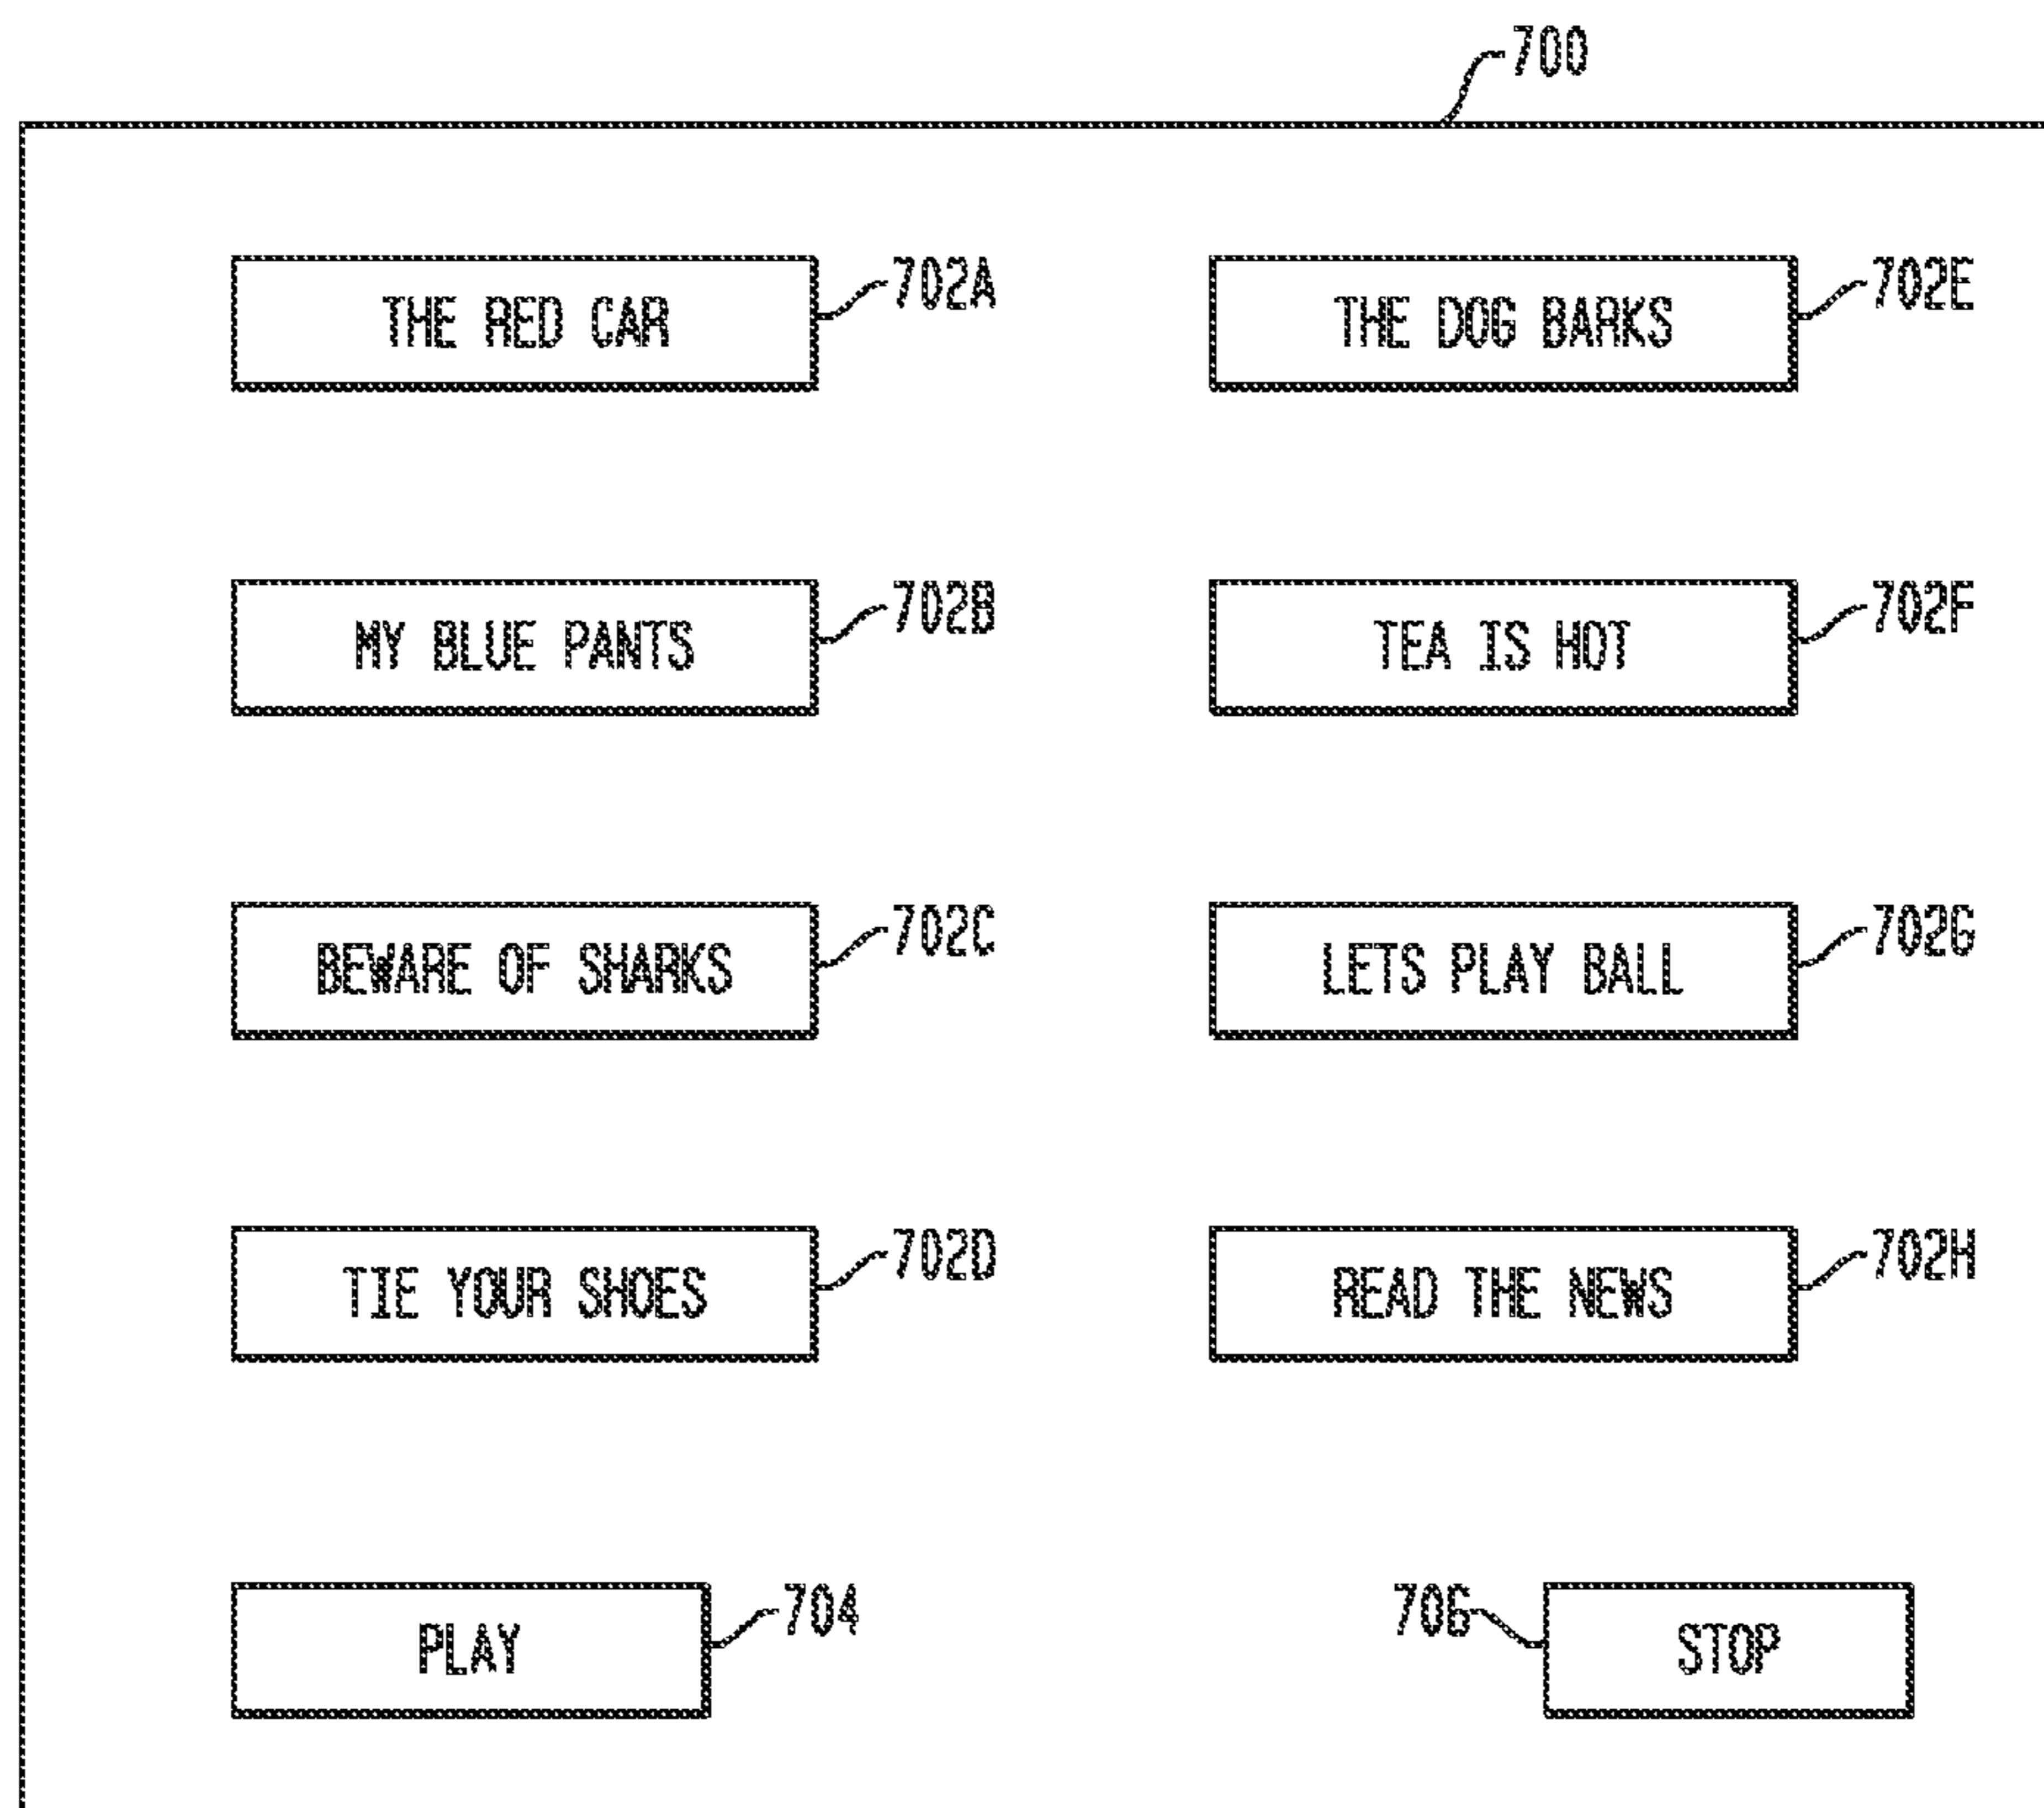 700
THE RED CAR 702A THE DOG BARKS 702E
MY BLUE PANTS 702B TEA IS HOT 702F
BEWARE OF SHARKS 702C LETS PLAY BALL 702G
TIE YOUR SHOES 702D READ THE NEWS 702H
PLAY 704 706 STOP